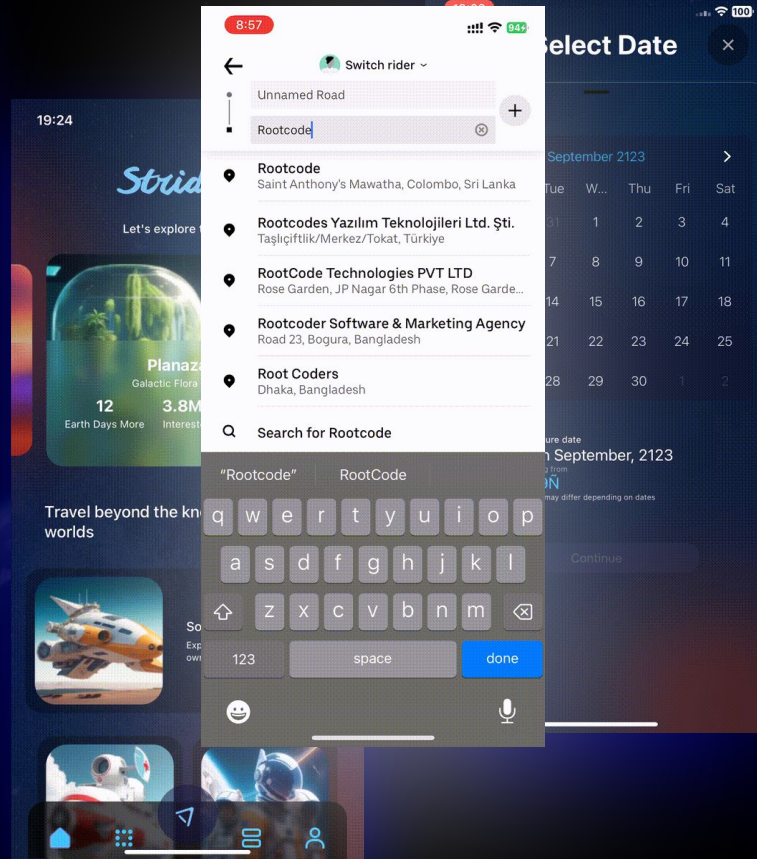 8:57
94
Switch rider
Unnamed Road
Rootcode
Rootcode
Saint Anthony's Mawatha, Colombo, Sri Lanka
Rootcodes Yazılım Teknolojileri Ltd. Şti.
Taşlıçiftlik/Merkez/Tokat, Türkiye
RootCode Technologies PVT LTD
Rose Garden, JP Nagar 6th Phase, Rose Garde...
Rootcoder Software & Marketing Agency
Road 23, Bogura, Bangladesh
Root Coders
Dhaka, Bangladesh
Search for Rootcode
“Rootcode” RootCode
q w e r t y u i o p
a s d f g h j k l
z x c v b n m
123 space done
19:24
Strid
Let's explore
Planaz
Galactic Flora
12 3.8M
Earth Days More Interest
Travel beyond the kn
worlds
So
Exp
own
100
Select Date
September 2123
Tue W... Thu Fri Sat
31 1 2 3 4
7 8 9 10 11
14 15 16 17 18
21 22 23 24 25
28 29 30 1 2
ure date
September, 2123
g from
0Ñ
may differ depending on dates
Continue